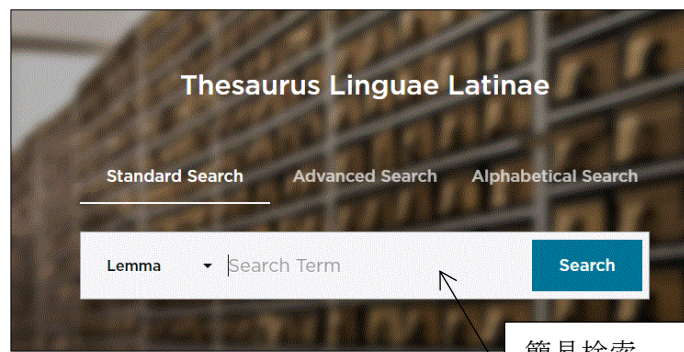 Thesaurus Linguae Latinae
Standard Search Advanced Search Alphabetical Search
Lemma Search Term Search
簡易検索